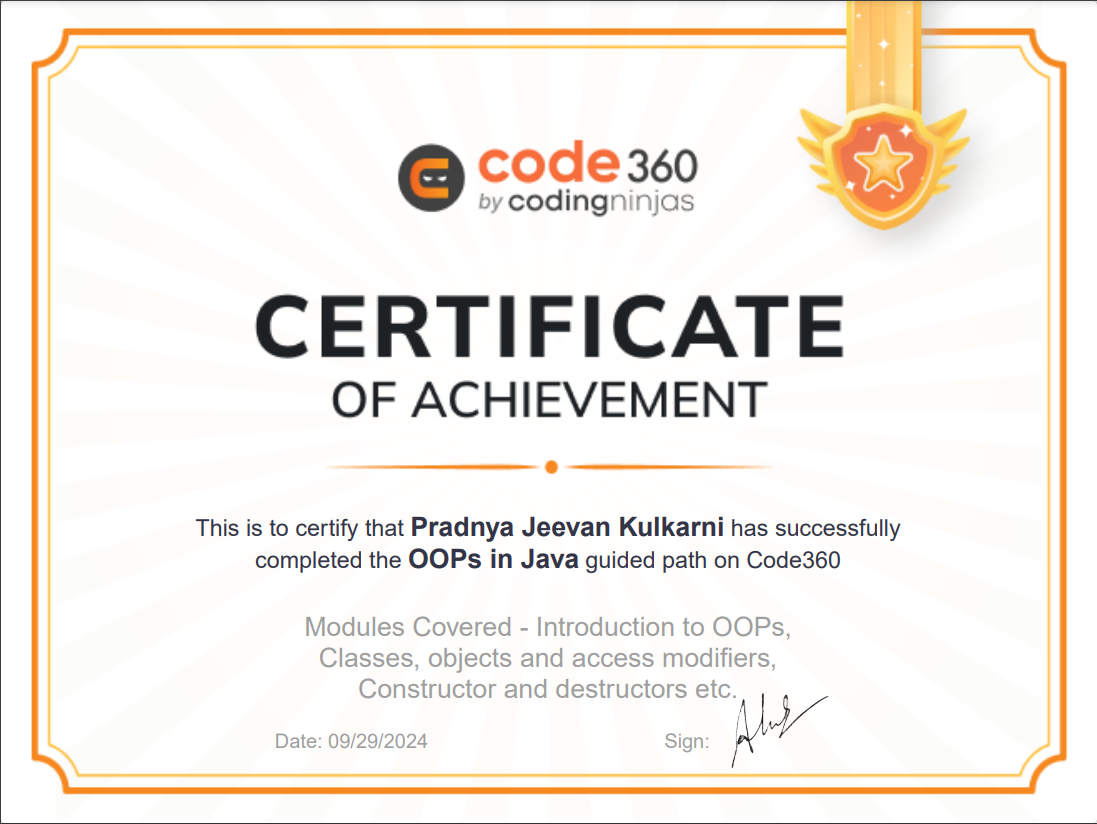 code 360
by codingninjas
CERTIFICATE
OF ACHIEVEMENT
This is to certify that Pradnya Jeevan Kulkarni has successfully
completed the OOPs in Java guided path on Code360
Modules Covered - Introduction to OOPs,
Classes, objects and access modifiers,
Constructor and destructors etc.
Date: 09/29/2024 Sign: